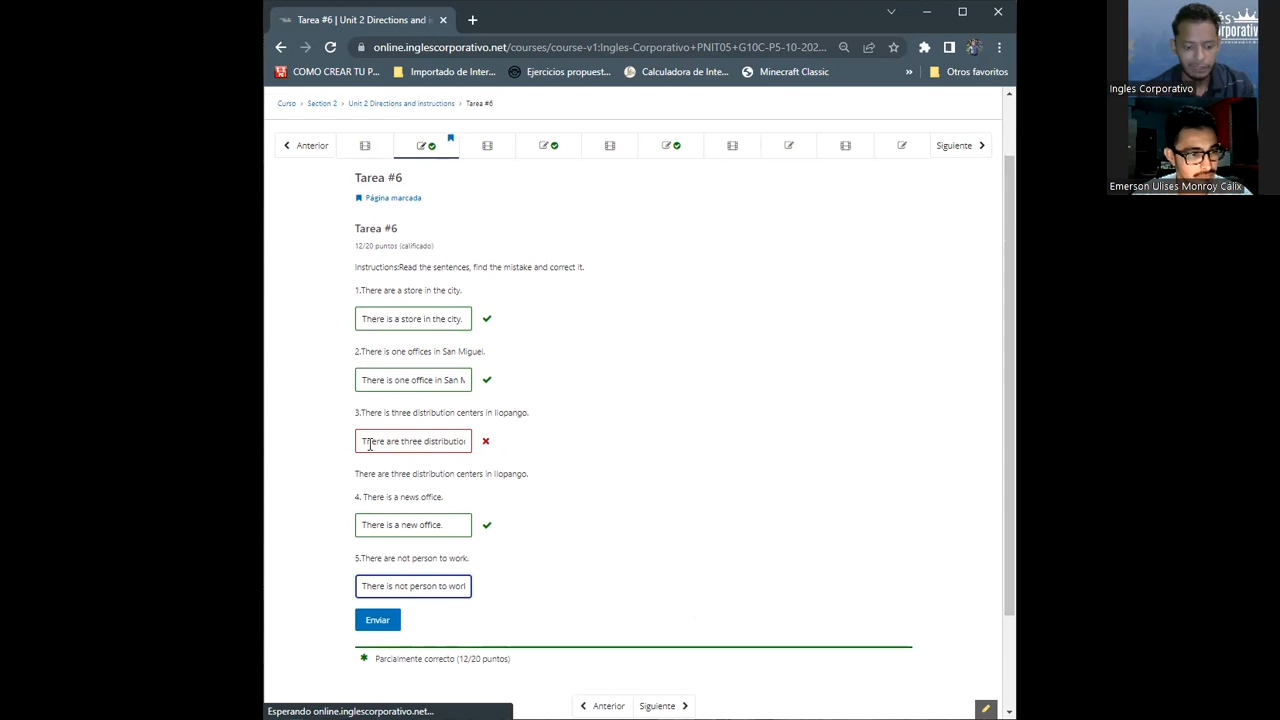 Tarea #6 | Unit 2 Directions and in
online.inglescorporativo.net/courses/course-v1:Ingles-Corporativo+PNIT05+G10C-P5-10-202...
COMO CREAR TU P...
Importado de Inter...
Ejercicios propuest...
Calculadora de Inte...
Minecraft Classic
»
Otros favoritos
Curso > Section 2 > Unit 2 Directions and instructions > Tarea #6
Anterior
Siguiente
Tarea #6
Página marcada
Tarea #6
12/20 puntos (calificado)
Instructions:Read the sentences, find the mistake and correct it.
1.There are a store in the city.
There is a store in the city.
2.There is one offices in San Miguel.
There is one office in San M
3.There is three distribution centers in Ilopango.
There are three distribution
There are three distribution centers in Ilopango.
4. There is a news office.
There is a new office.
5.There are not person to work.
There is not person to work
Enviar
Parcialmente correcto (12/20 puntos)
Anterior
Siguiente
Esperando online.inglescorporativo.net...
Ingles Corporativo
Emerson Ulises Monroy Cálix